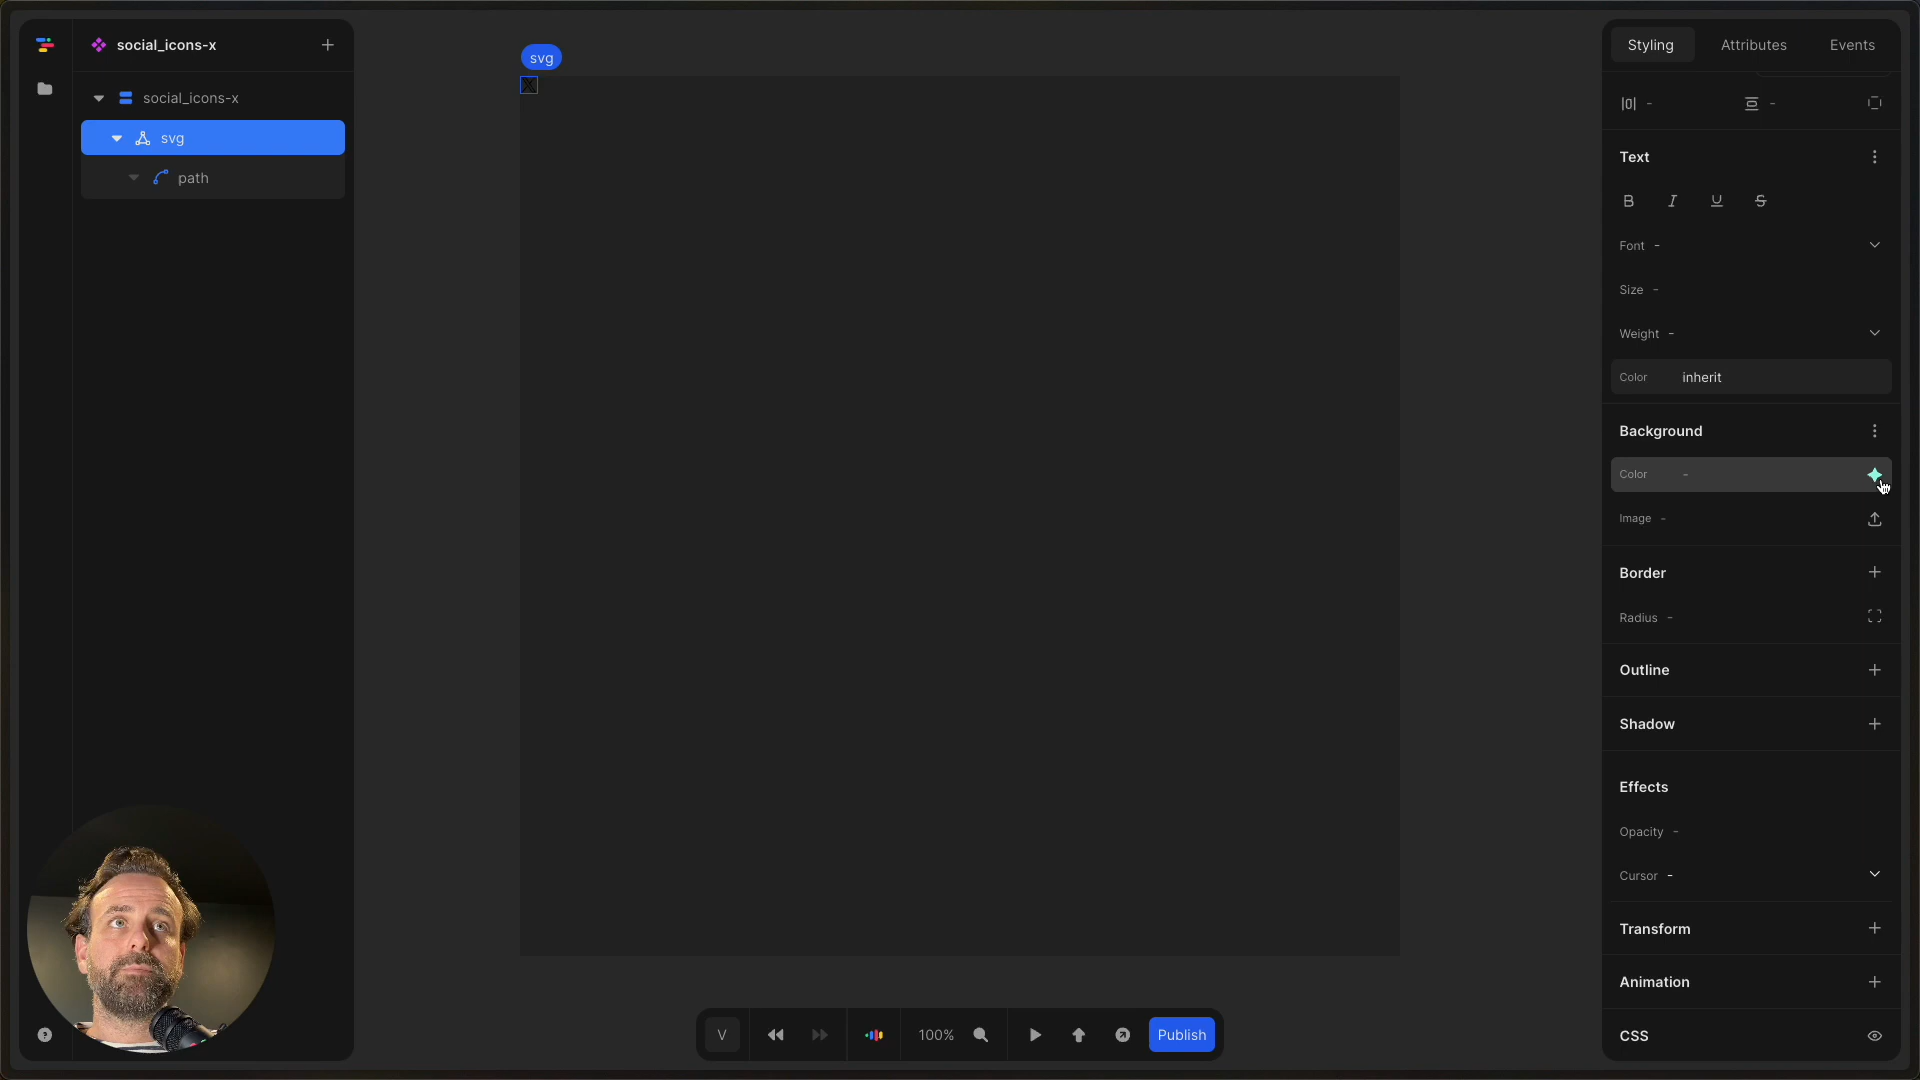 social_icons-x
social_icons-x
svg
path
svg
X
V
100%
Publish
Styling
Attributes
Events
-
-
Text
B
I
U
S
Font -
Size -
Weight -
Color inherit
Background
Color -
Image -
Border
Radius -
Outline
Shadow
Effects
Opacity -
Cursor -
Transform
Animation
CSS